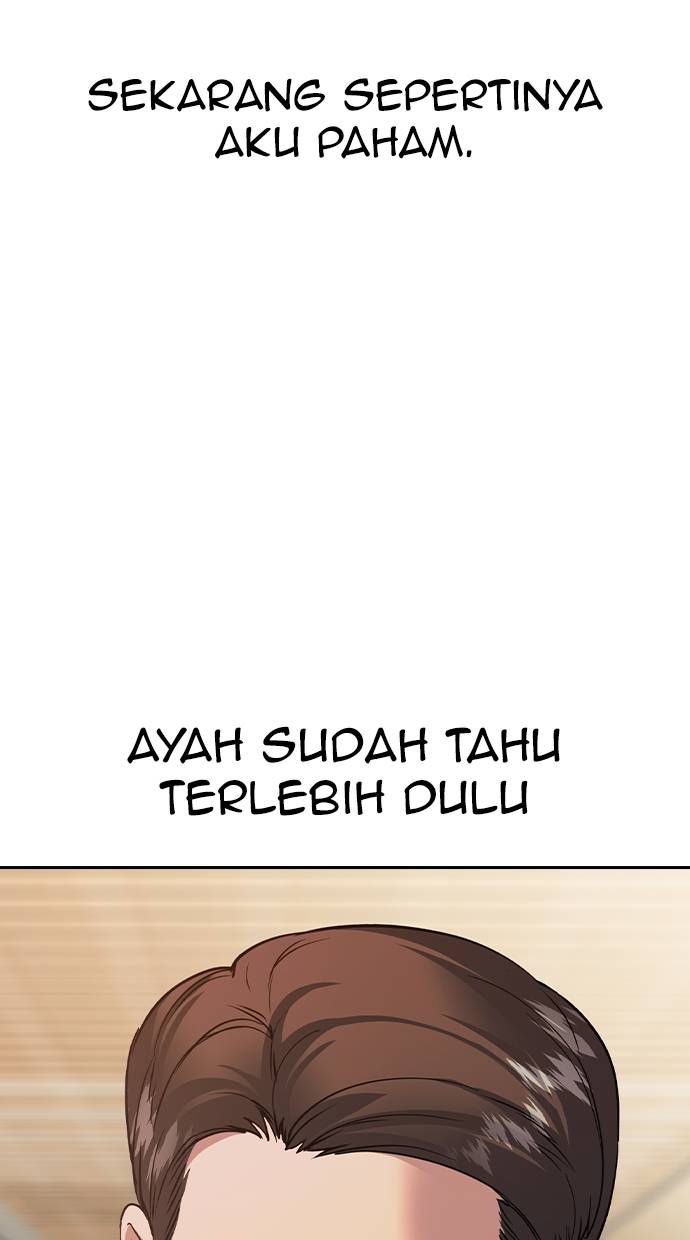 SEKARANG SEPERTINYA
AKU PAHAM.
AYAH SUDAH TAHU
TERLEBIH DULU